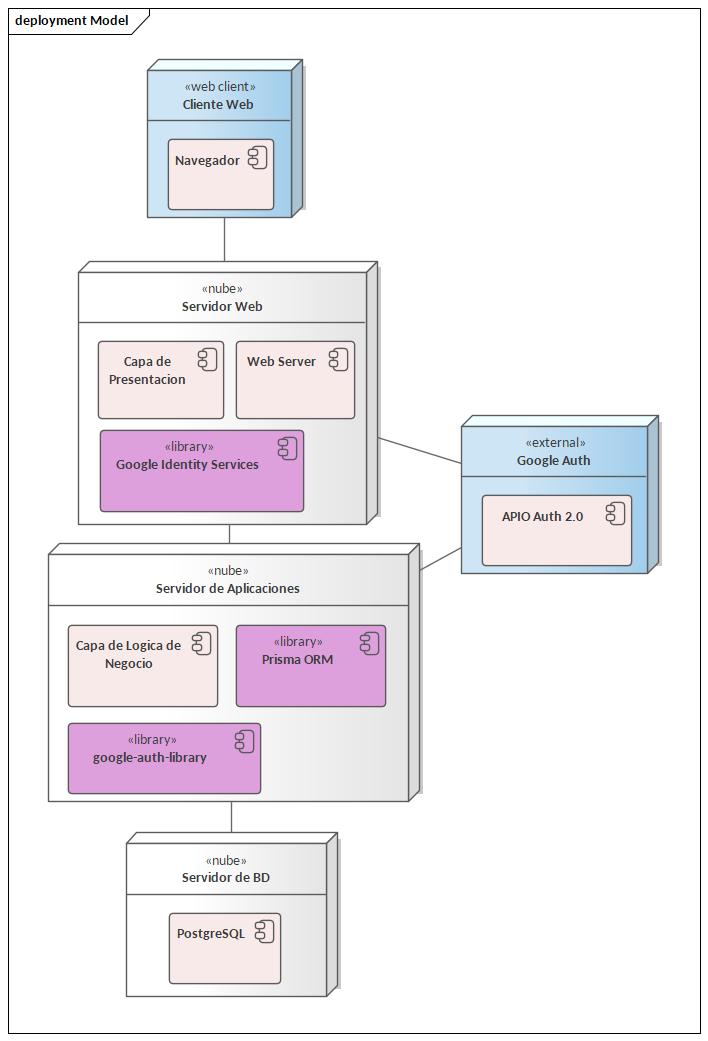 deployment Model
«web client»
Cliente Web
Navegador
«nube»
Servidor Web
Capa de
Presentacion
Web Server
«library»
Google Identity Services
«external»
Google Auth
APIO Auth 2.0
«nube»
Servidor de Aplicaciones
Capa de Logica de
Negocio
«library»
Prisma ORM
«library»
google-auth-library
«nube»
Servidor de BD
PostgreSQL